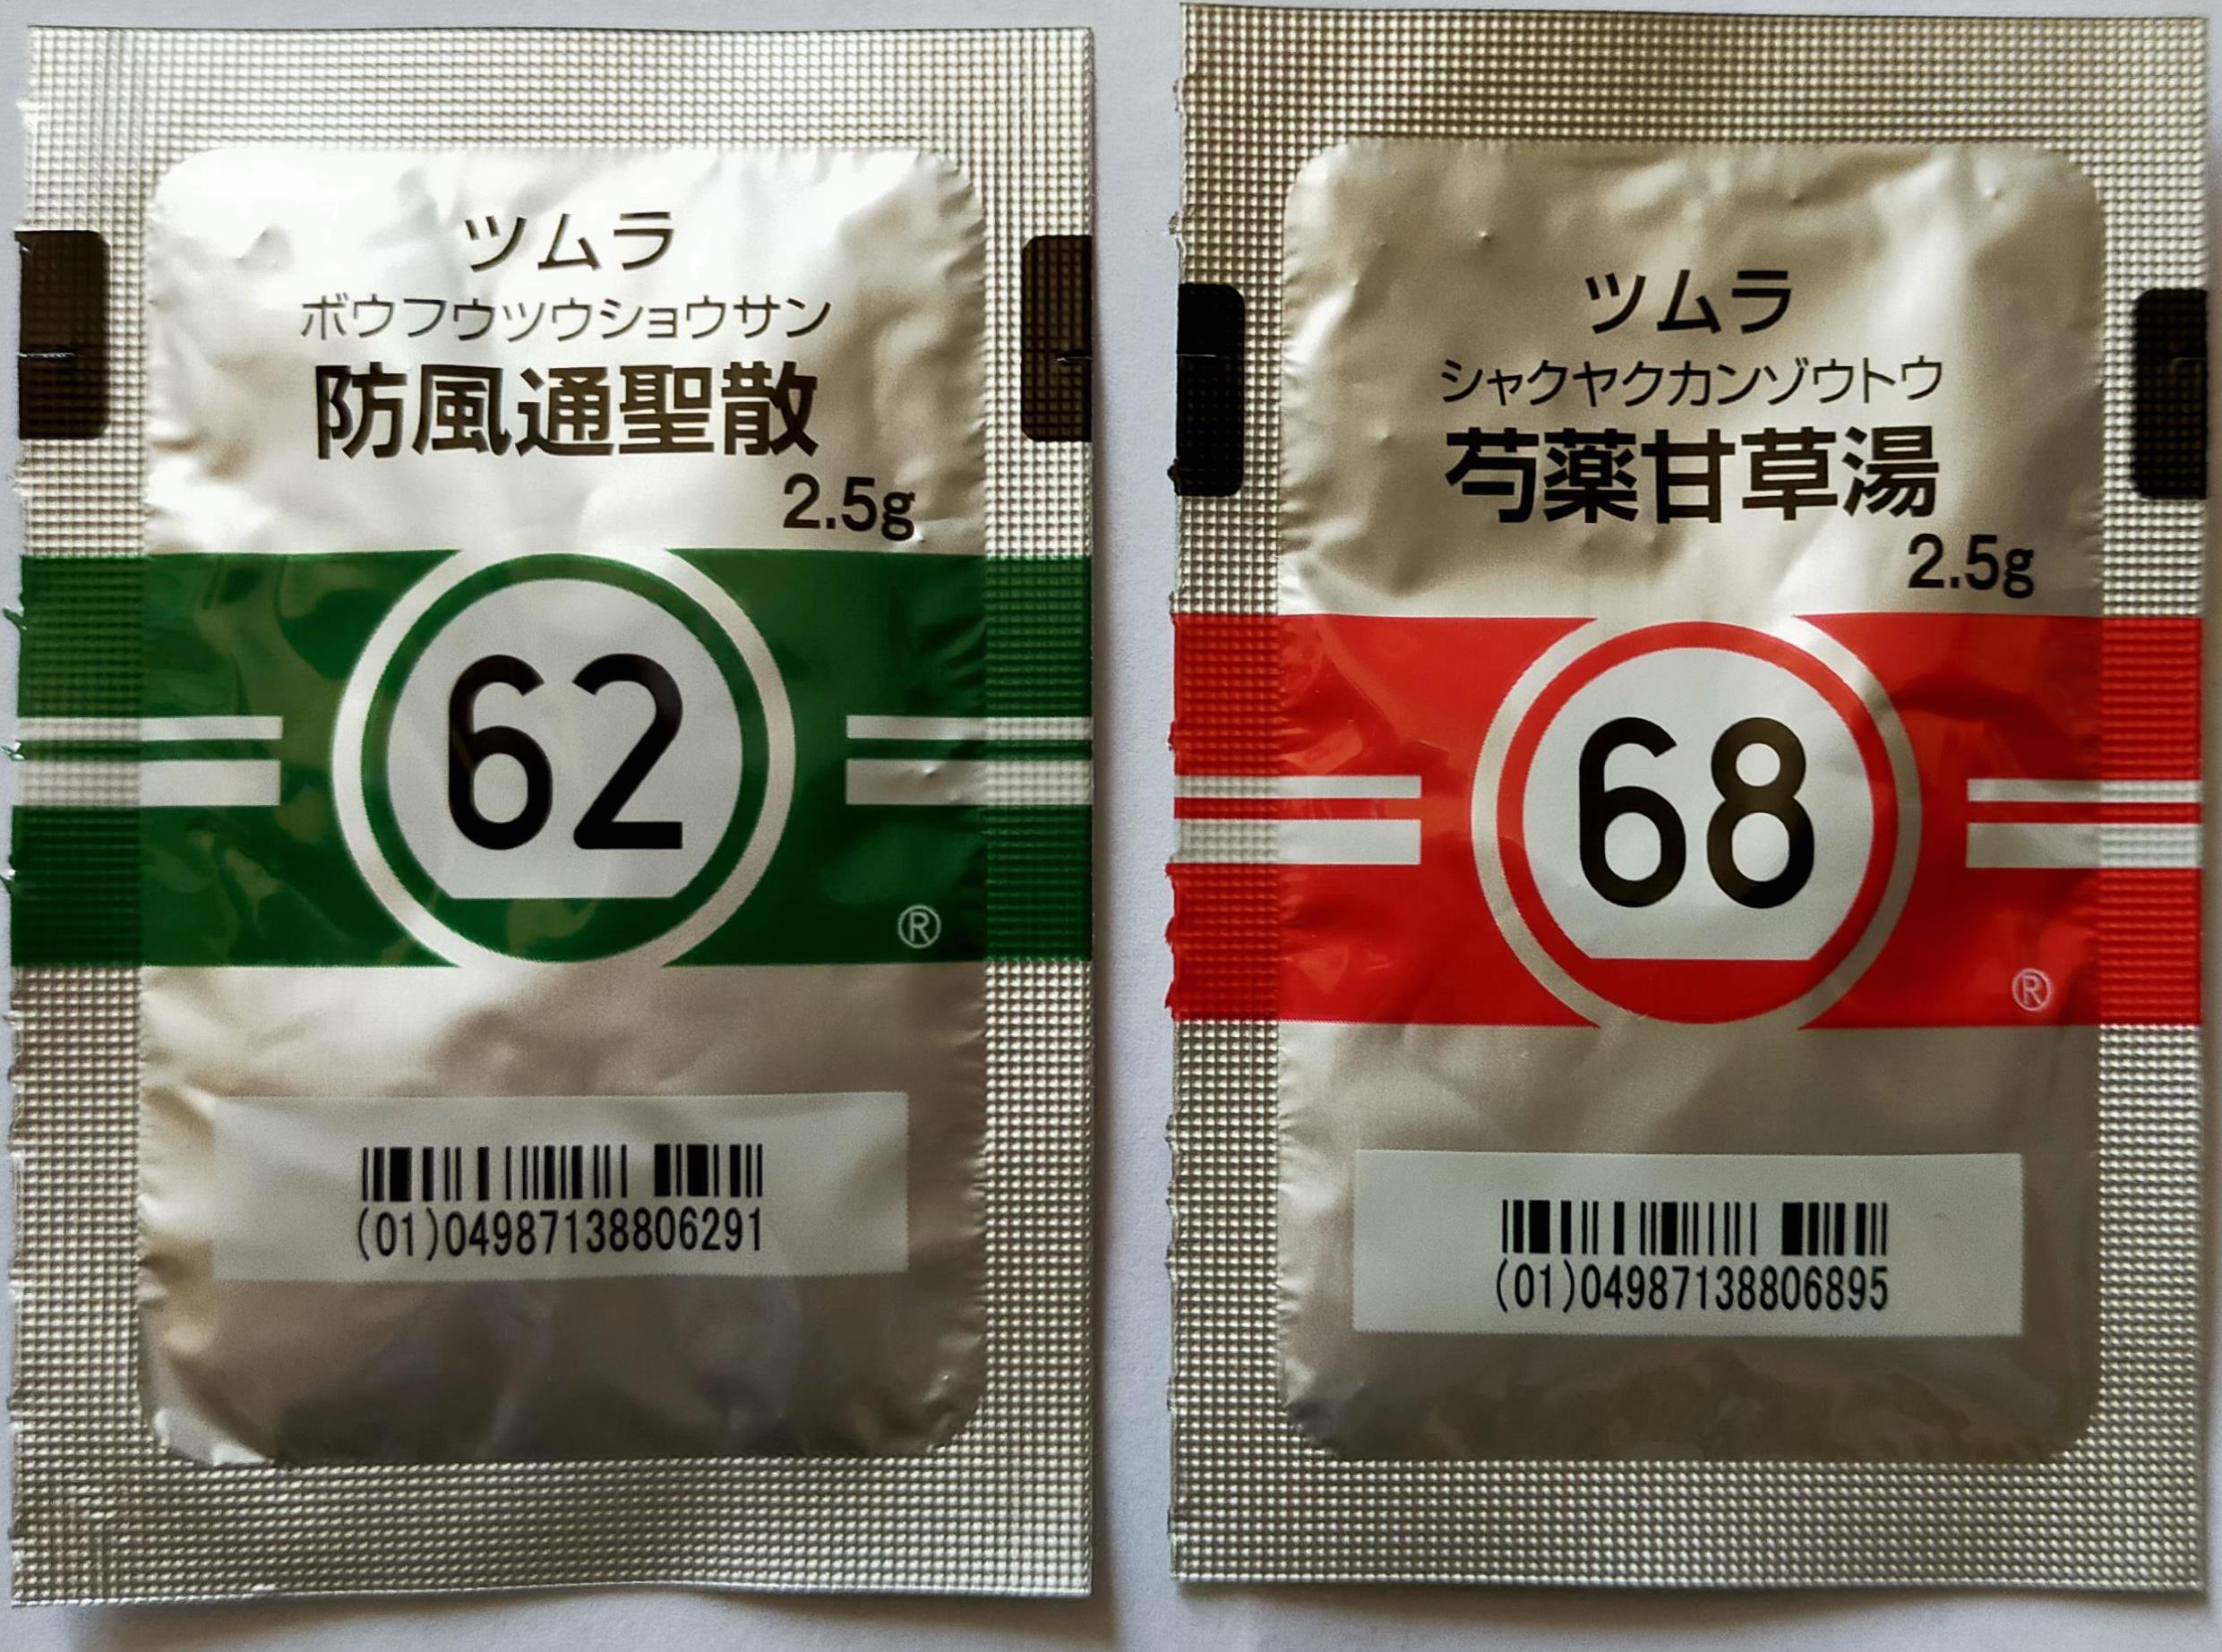 ツムラ
ボウフウツウショウサン
防風通聖散
2.5g
62
®
(01)04987138806291
ツムラ
シャクヤクカンゾウトウ
芍薬甘草湯
2.5g
68
®
(01)04987138806895